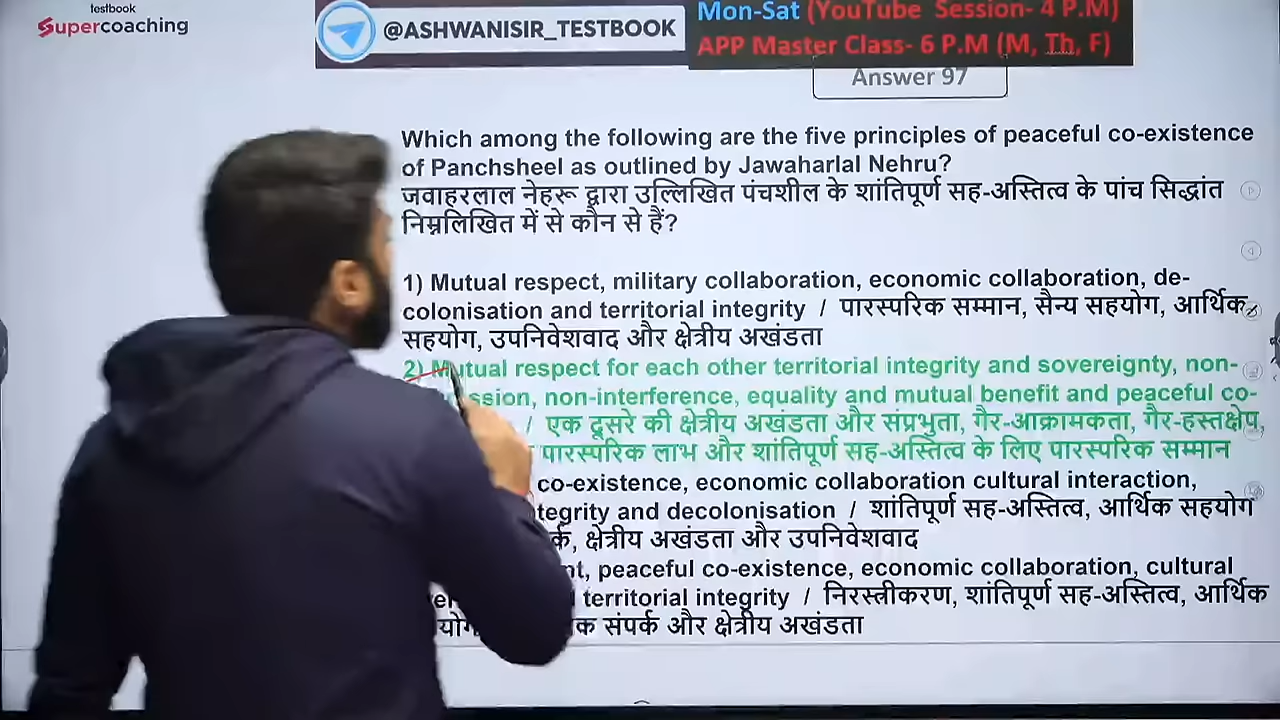 testbook
Supercoaching
@ASHWANISIR_TESTBOOK
Mon-Sat (YouTube Session- 4 P.M)
APP Master Class- 6 P.M (M, Th, F)
Answer 97
Which among the following are the five principles of peaceful co-existence
of Panchsheel as outlined by Jawaharlal Nehru?
जवाहरलाल नेहरू द्वारा उल्लिखित पंचशील के शांतिपूर्ण सह-अस्तित्व के पांच सिद्धांत
निम्नलिखित में से कौन से हैं?
1) Mutual respect, military collaboration, economic collaboration, de-
colonisation and territorial integrity / पारस्परिक सम्मान, सैन्य सहयोग, आर्थिक
सहयोग, उपनिवेशवाद और क्षेत्रीय अखंडता
2) Mutual respect for each other territorial integrity and sovereignty, non-
ssion, non-interference, equality and mutual benefit and peaceful co-
/ एक दूसरे की क्षेत्रीय अखंडता और संप्रभुता, गैर-आक्रामकता, गैर-हस्तक्षेप,
पारस्परिक लाभ और शांतिपूर्ण सह-अस्तित्व के लिए पारस्परिक सम्मान
co-existence, economic collaboration cultural interaction,
tegrity and decolonisation / शांतिपूर्ण सह-अस्तित्व, आर्थिक सहयोग
र्क, क्षेत्रीय अखंडता और उपनिवेशवाद
nt, peaceful co-existence, economic collaboration, cultural
territorial integrity / निरस्त्रीकरण, शांतिपूर्ण सह-अस्तित्व, आर्थिक
क संपर्क और क्षेत्रीय अखंडता